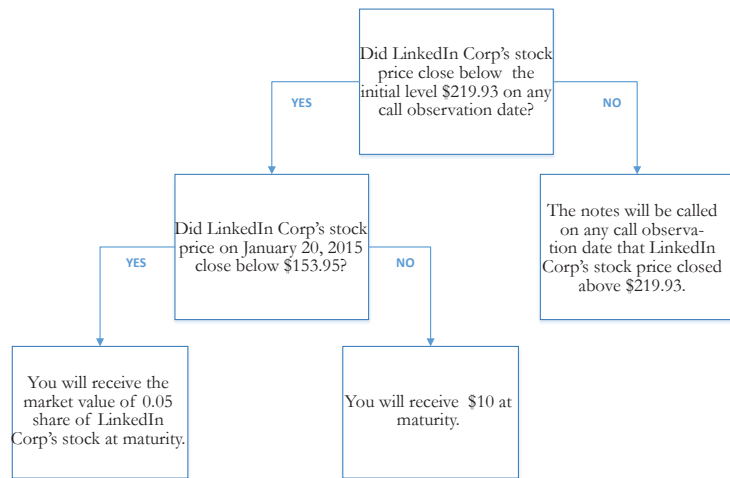 Did LinkedIn Corp's stock
price close below the
initial level $219.93 on any
call observation date?
YES
NO
Did LinkedIn Corp's stock
price on January 20, 2015
close below $153.95?
The notes will be called
on any call observa-
tion date that LinkedIn
Corp's stock price closed
above $219.93.
YES
NO
You will receive the
market value of 0.05
share of LinkedIn
Corp's stock at maturity.
You will receive $10 at
maturity.